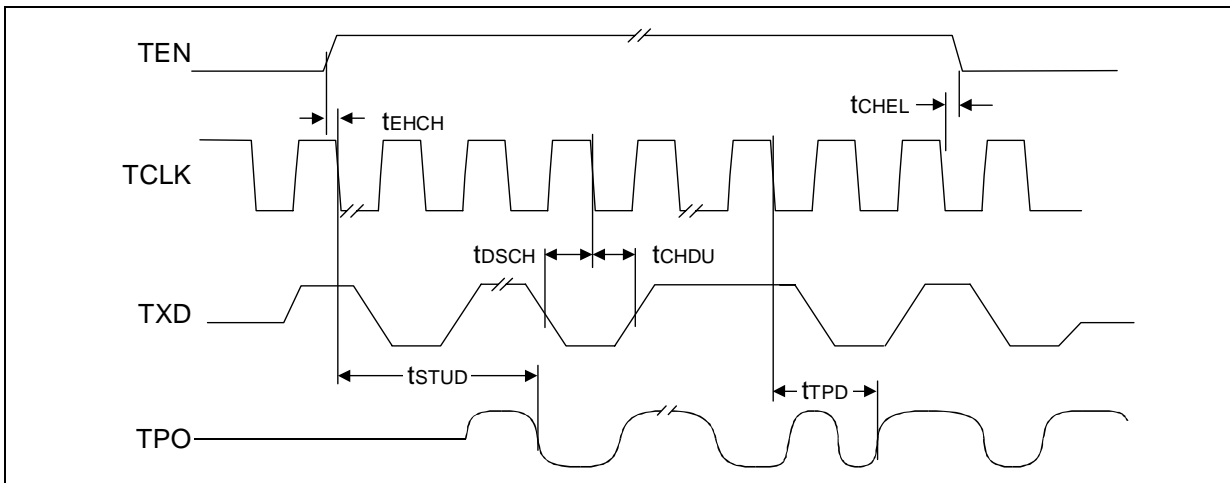 TEN
tCHEL
tEHCH
TCLK
tDSCH
tCHDU
TXD
tSTUD
tTPD
TPO